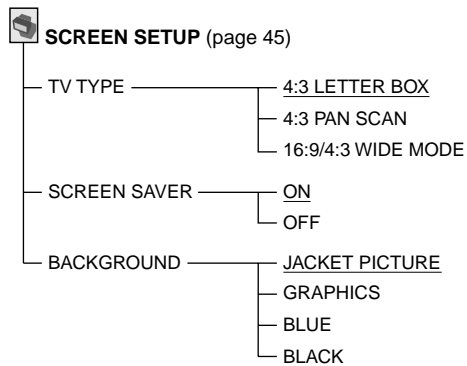 SCREEN SETUP (page 45)
TV TYPE
4:3 LETTER BOX
4:3 PAN SCAN
16:9/4:3 WIDE MODE
SCREEN SAVER
ON
OFF
BACKGROUND
JACKET PICTURE
GRAPHICS
BLUE
BLACK